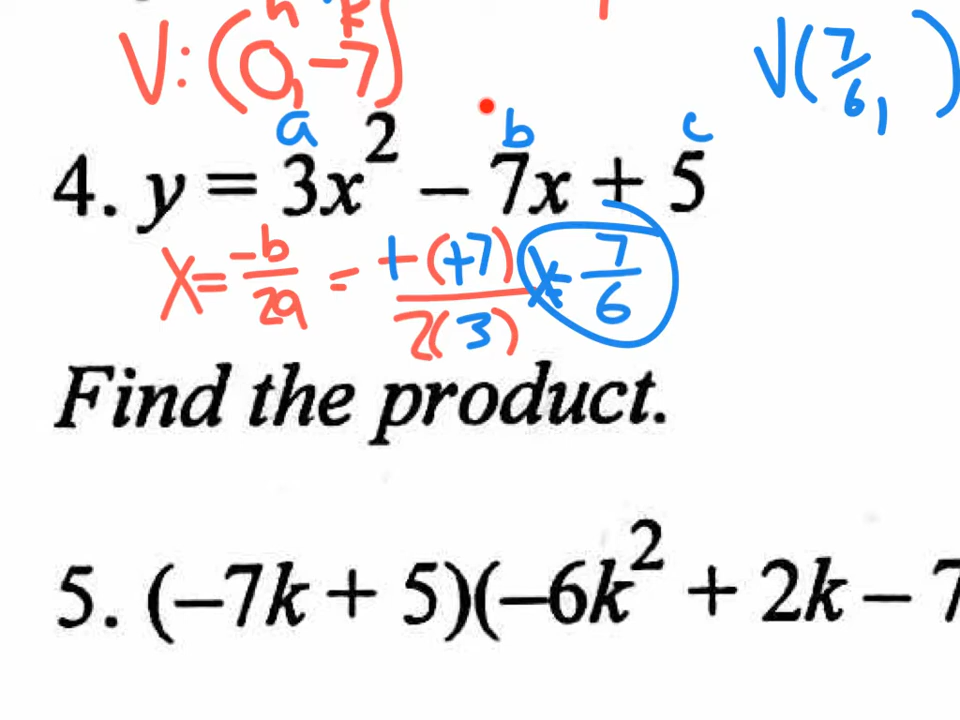 V: (0, -7)
V(7/6, )
a b c
4. y = 3x² – 7x + 5
x = -b/2a = +(+7)/2(3) x = 7/6
Find the product.
5. (–7k + 5)(–6k² + 2k – 7